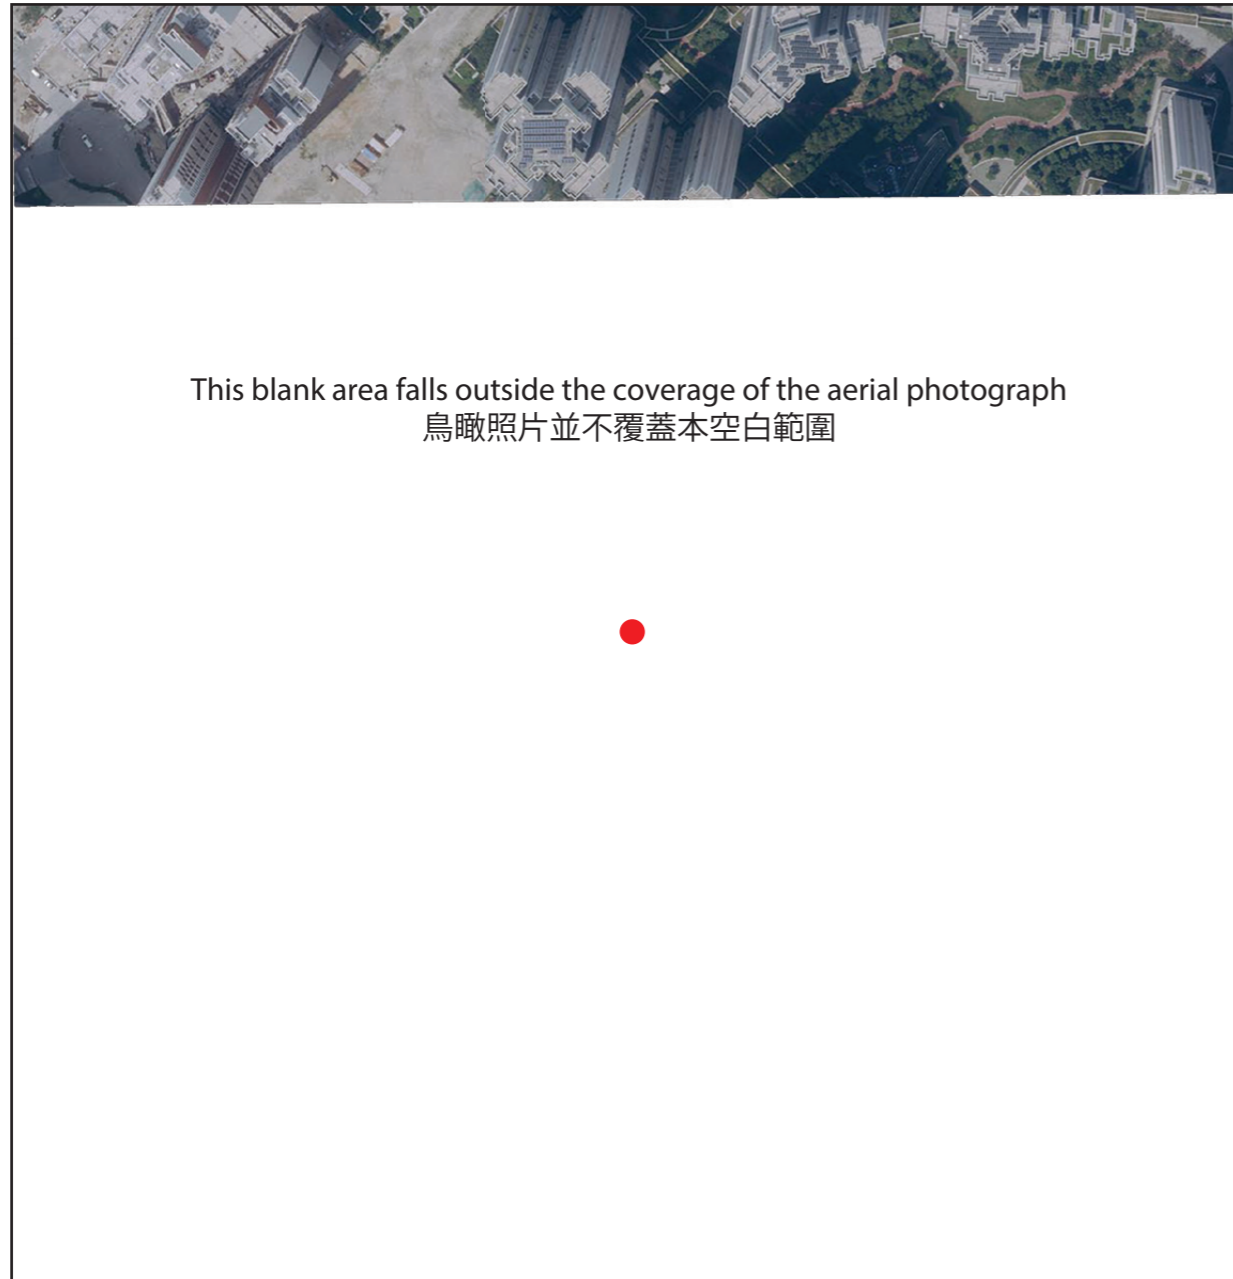 This blank area falls outside the coverage of the aerial photograph
鳥瞰照片並不覆蓋本空白範圍